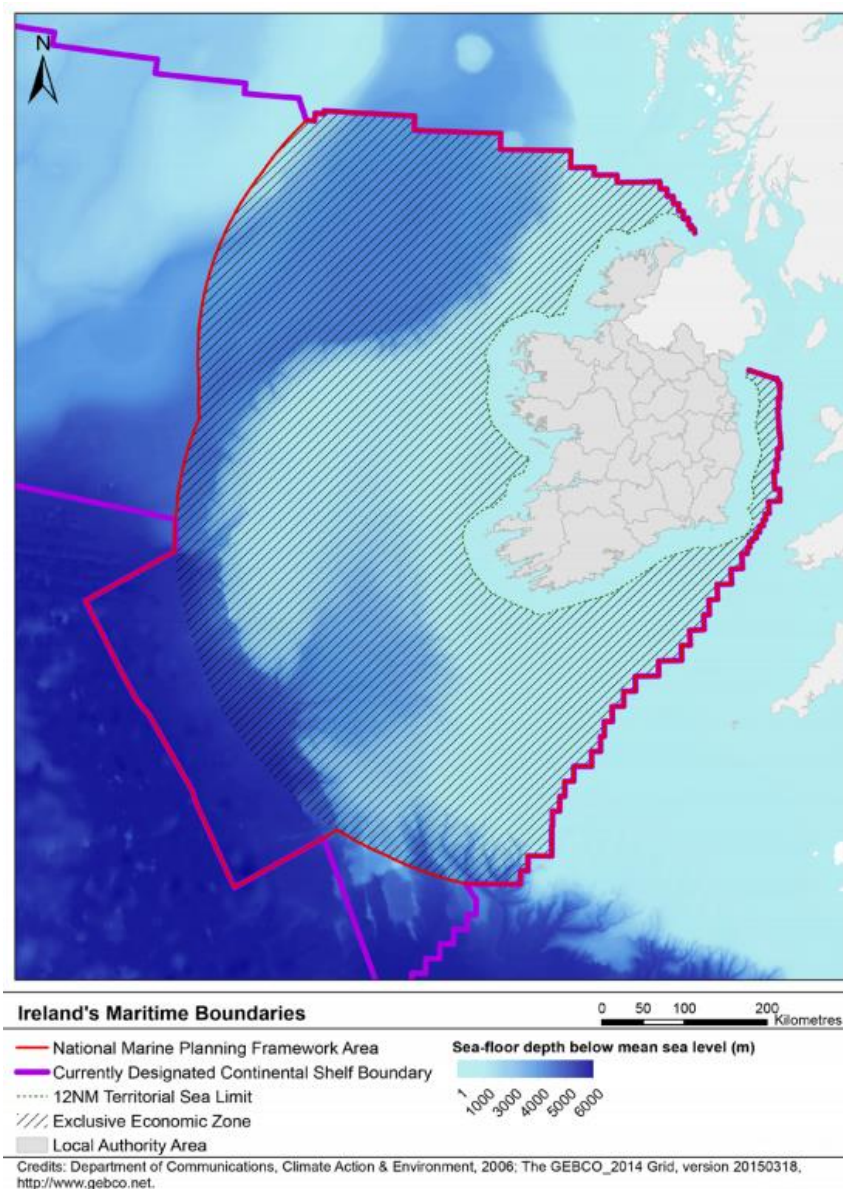 N
Ireland's Maritime Boundaries
0 50 100 200
Kilometres
National Marine Planning Framework Area
Currently Designated Continental Shelf Boundary
12NM Territorial Sea Limit
Exclusive Economic Zone
Local Authority Area
Sea-floor depth below mean sea level (m)
1 1000 3000 4000 5000 6000
Credits: Department of Communications, Climate Action & Environment, 2006; The GEBCO_2014 Grid, version 20150318,
http://www.gebco.net.